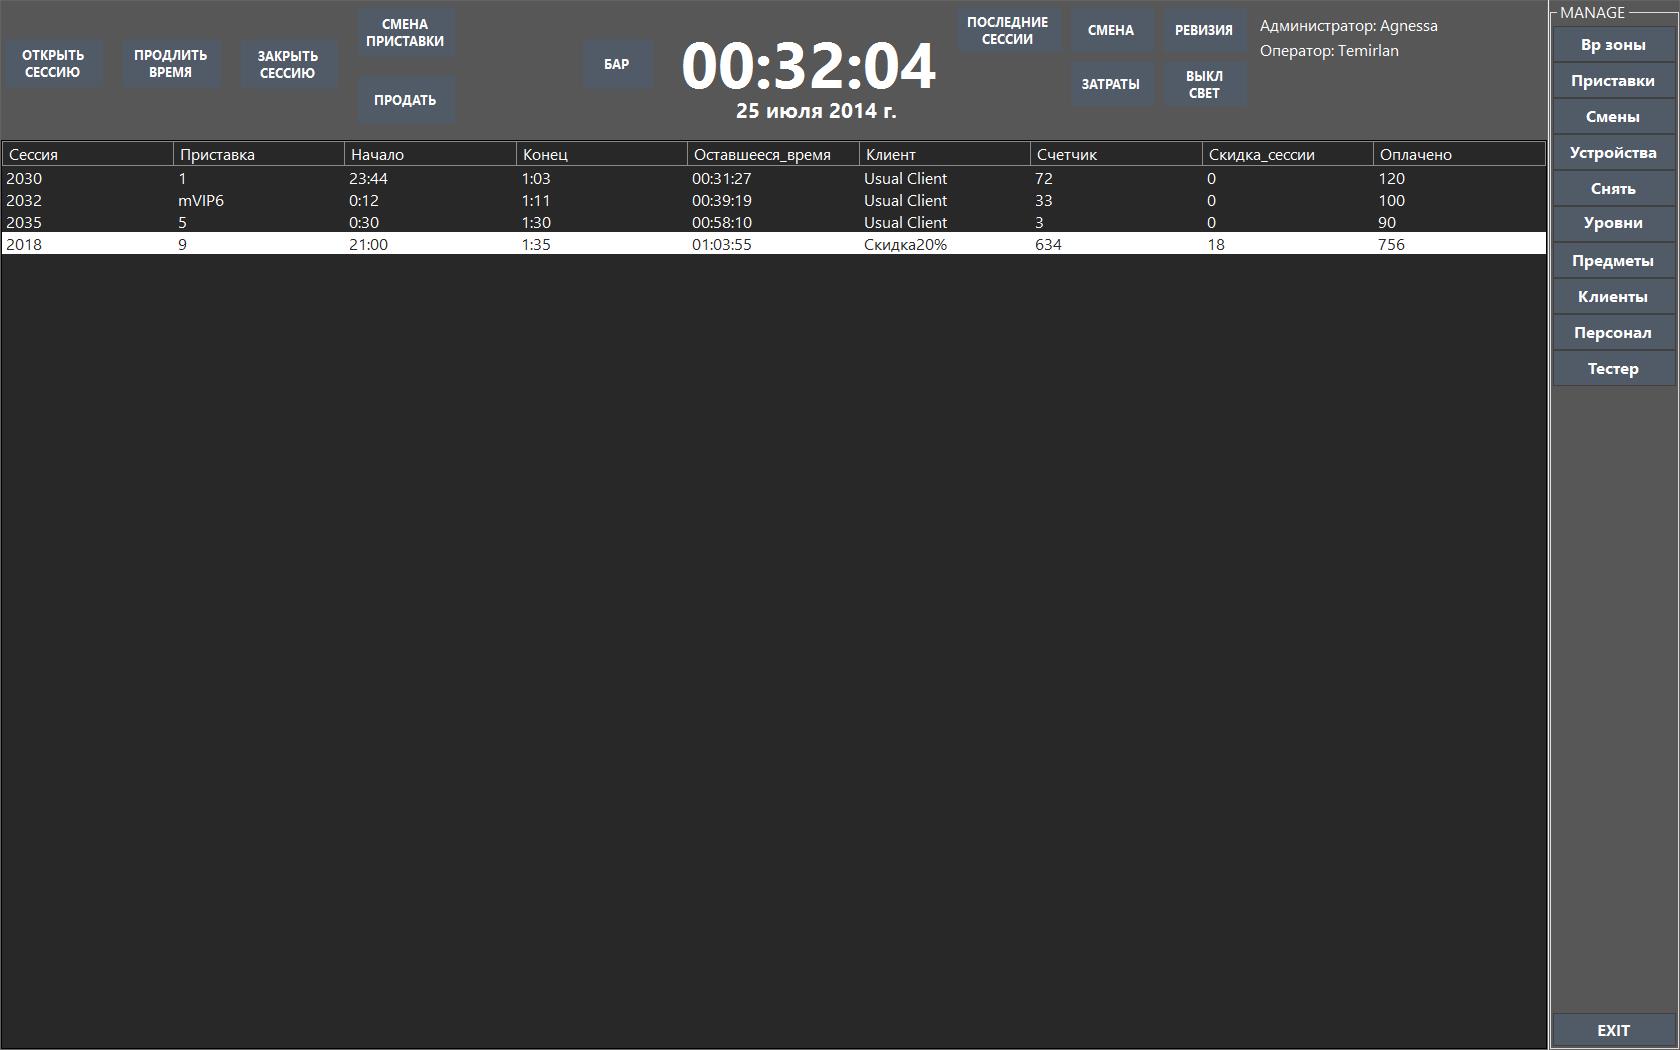 ОТКРЫТЬ
СЕССИЮ
ПРОДЛИТЬ
ВРЕМЯ
ЗАКРЫТЬ
СЕССИЮ
СМЕНА
ПРИСТАВКИ
ПРОДАТЬ
БАР
00:32:04
25 июля 2014 г.
ПОСЛЕДНИЕ
СЕССИИ
СМЕНА
РЕВИЗИЯ
ЗАТРАТЫ
ВЫКЛ
СВЕТ
Администратор: Agnessa
Оператор: Temirlan
Сессия Приставка Начало Конец Оставшееся_время Клиент Счетчик Скидка_сессии Оплачено
2030 1 23:44 1:03 00:31:27 Usual Client 72 0 120
2032 mVIP6 0:12 1:11 00:39:19 Usual Client 33 0 100
2035 5 0:30 1:30 00:58:10 Usual Client 3 0 90
2018 9 21:00 1:35 01:03:55 Скидка20% 634 18 756
MANAGE
Вр зоны
Приставки
Смены
Устройства
Снять
Уровни
Предметы
Клиенты
Персонал
Тестер
EXIT